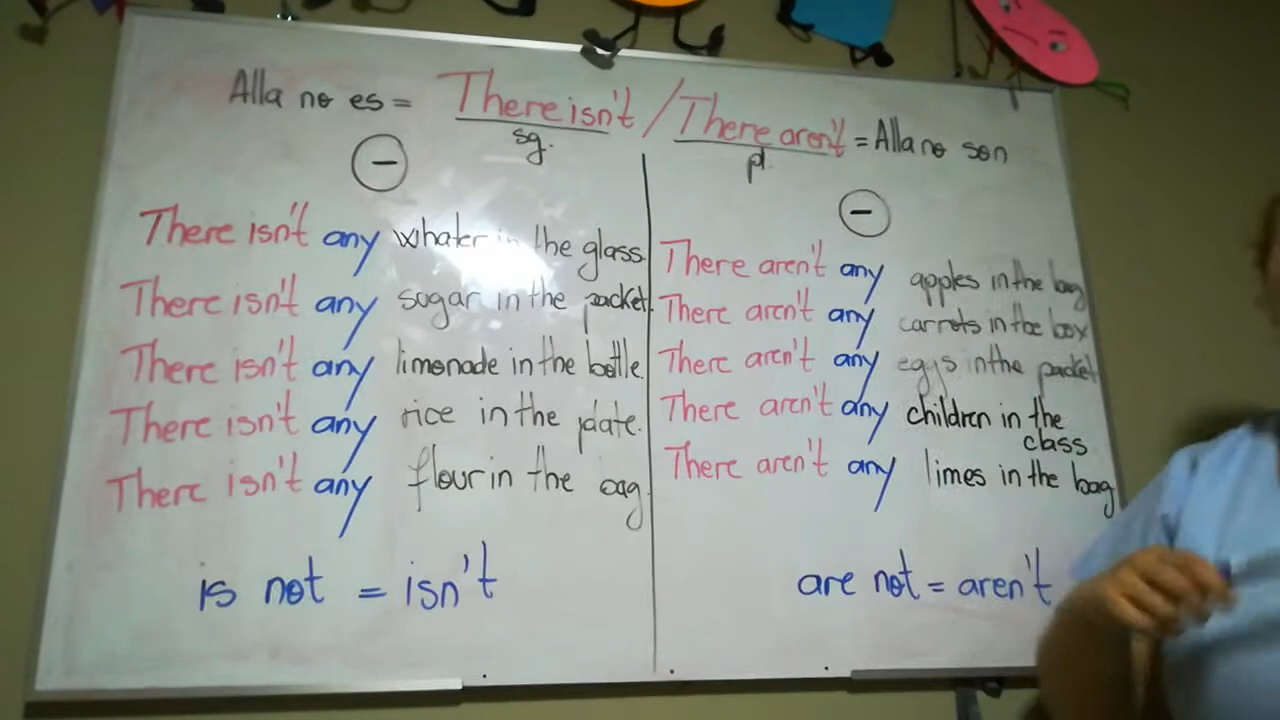 Alla no es = There isn't / There aren't = Alla no son
sg. pl.
-
There isn't any whater in the glass.
There isn't any sogar in the packet.
There isn't any limonade in the bottle.
There isn't any rice in the plate.
There isn't any flour in the bag.
is not = isn't
-
There aren't any apples in the bag
There aren't any carrots in the box
There aren't any eggs in the packet
There aren't any children in the
class
There aren't any limes in the bag
are not = aren't